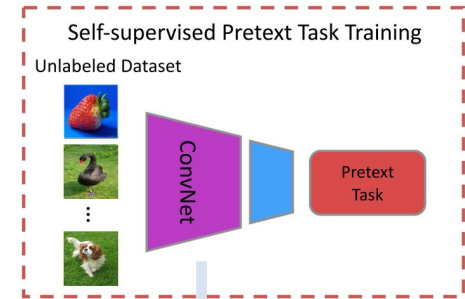 Self-supervised Pretext Task Training
Unlabeled Dataset
ConvNet
Pretext
Task
...